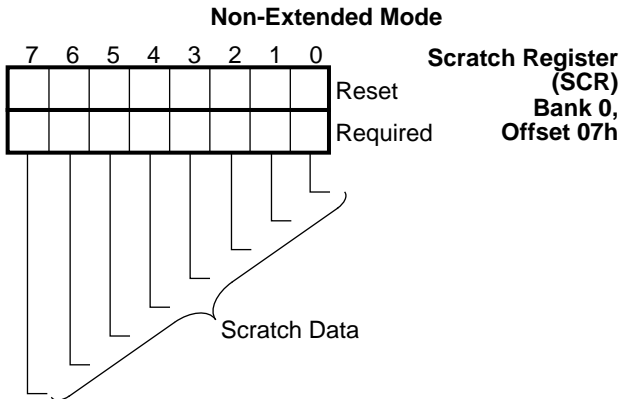 Non-Extended Mode
7 6 5 4 3 2 1 0
Reset
Required
Scratch Register
(SCR)
Bank 0,
Offset 07h
Scratch Data